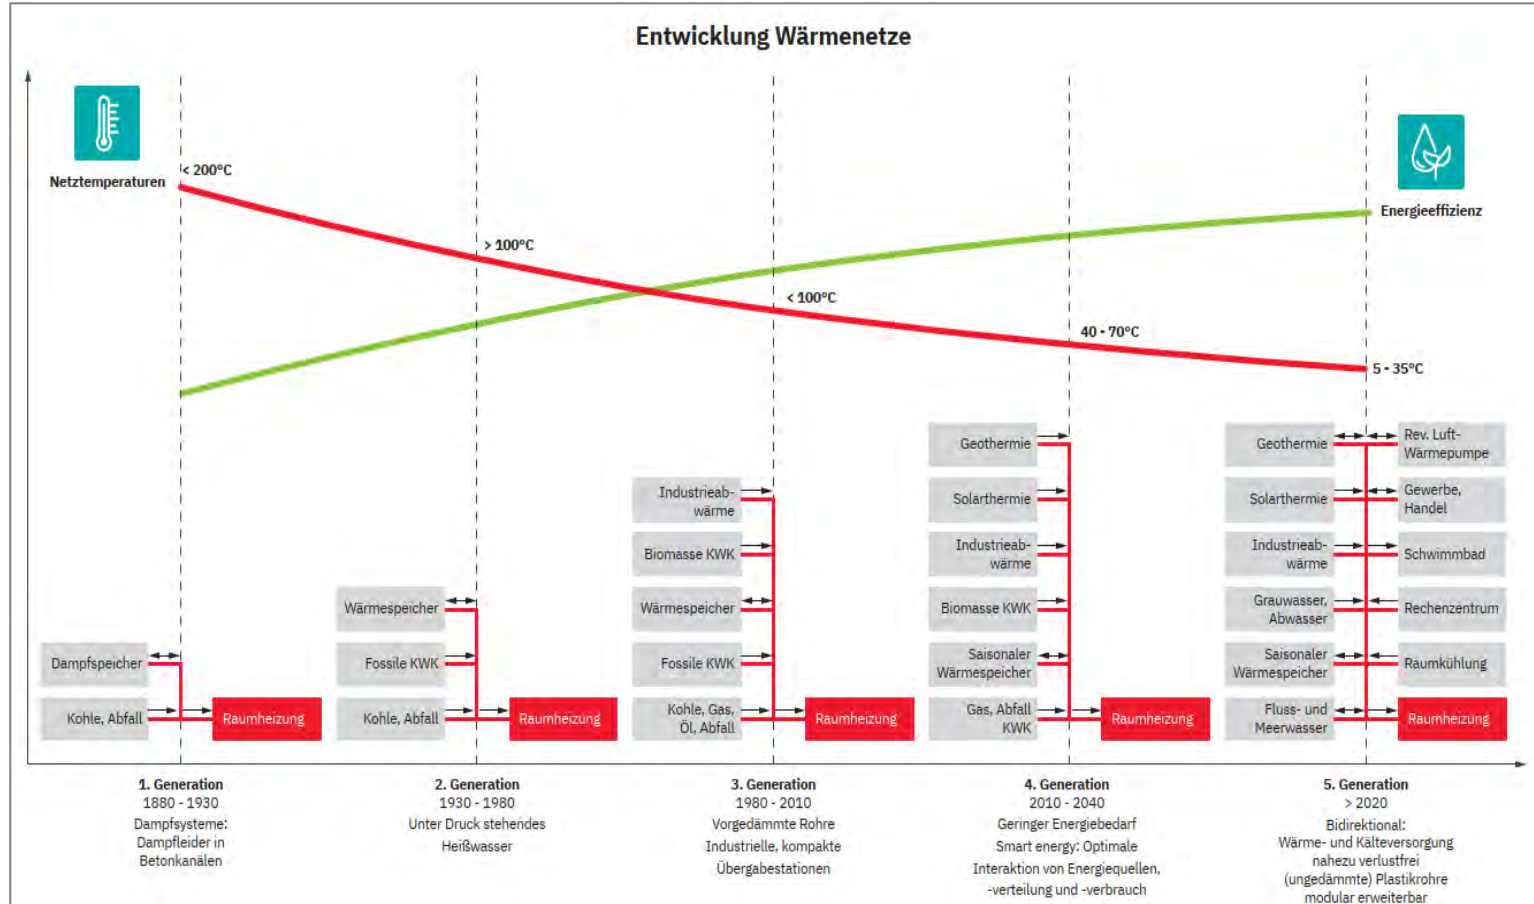 Entwicklung Wärmenetze
Netztemperaturen
< 200°C
> 100°C
< 100°C
40 - 70°C
5 - 35°C
Energieeffizienz
Dampfspeicher
Kohle, Abfall
Raumheizung
Wärmespeicher
Fossile KWK
Kohle, Abfall
Raumheizung
Industrieab-
wärme
Biomasse KWK
Wärmespeicher
Fossile KWK
Kohle, Gas,
Öl, Abfall
Raumheizung
Geothermie
Solarthermie
Industrieab-
wärme
Biomasse KWK
Saisonaler
Wärmespeicher
Gas, Abfall
KWK
Raumheizung
Geothermie
Solarthermie
Industrieab-
wärme
Grauwasser,
Abwasser
Saisonaler
Wärmespeicher
Fluss- und
Meerwasser
Rev. Luft-
Wärmepumpe
Gewerbe,
Handel
Schwimmbad
Rechenzentrum
Raumkühlung
Raumheizung
1. Generation
1880 - 1930
Dampfsysteme:
Dampfleider in
Betonkanälen
2. Generation
1930 - 1980
Unter Druck stehendes
Heißwasser
3. Generation
1980 - 2010
Vorgedämmte Rohre
Industrielle, kompakte
Übergabestationen
4. Generation
2010 - 2040
Geringer Energiebedarf
Smart energy: Optimale
Interaktion von Energiequellen,
-verteilung und -verbrauch
5. Generation
> 2020
Bidirektional:
Wärme- und Kälteversorgung
nahezu verlustfrei
(ungedämmte) Plastikrohre
modular erweiterbar